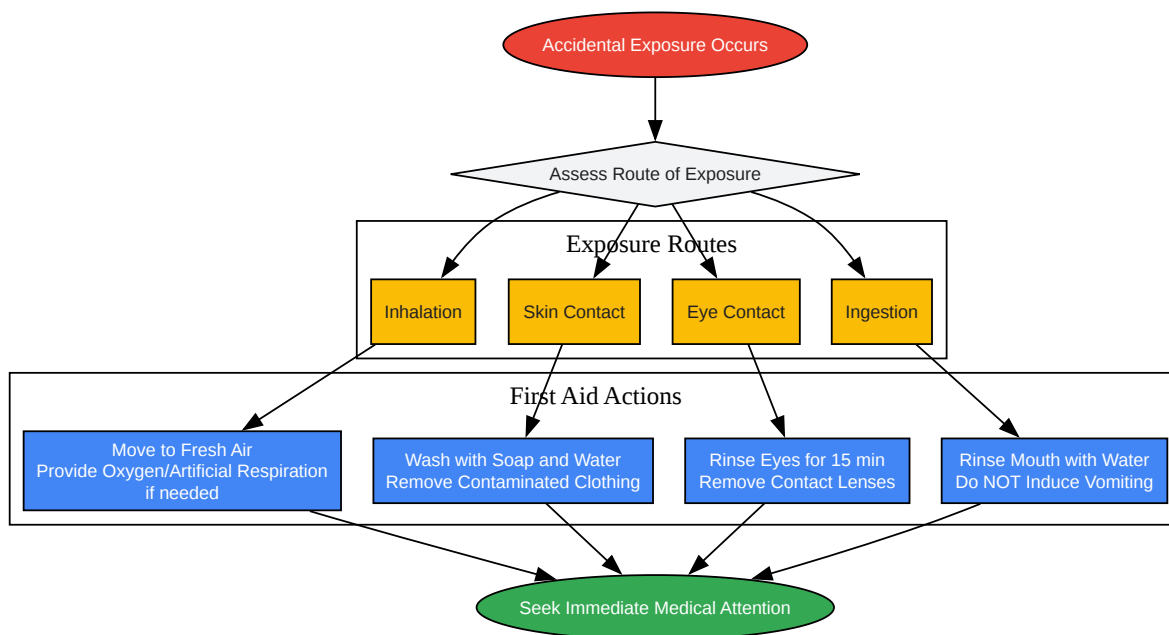 Accidental Exposure Occurs
Assess Route of Exposure
Exposure Routes
Inhalation
Skin Contact
Eye Contact
Ingestion
First Aid Actions
Move to Fresh Air
Provide Oxygen/Artificial Respiration
if needed
Wash with Soap and Water
Remove Contaminated Clothing
Rinse Eyes for 15 min
Remove Contact Lenses
Rinse Mouth with Water
Do NOT Induce Vomiting
Seek Immediate Medical Attention